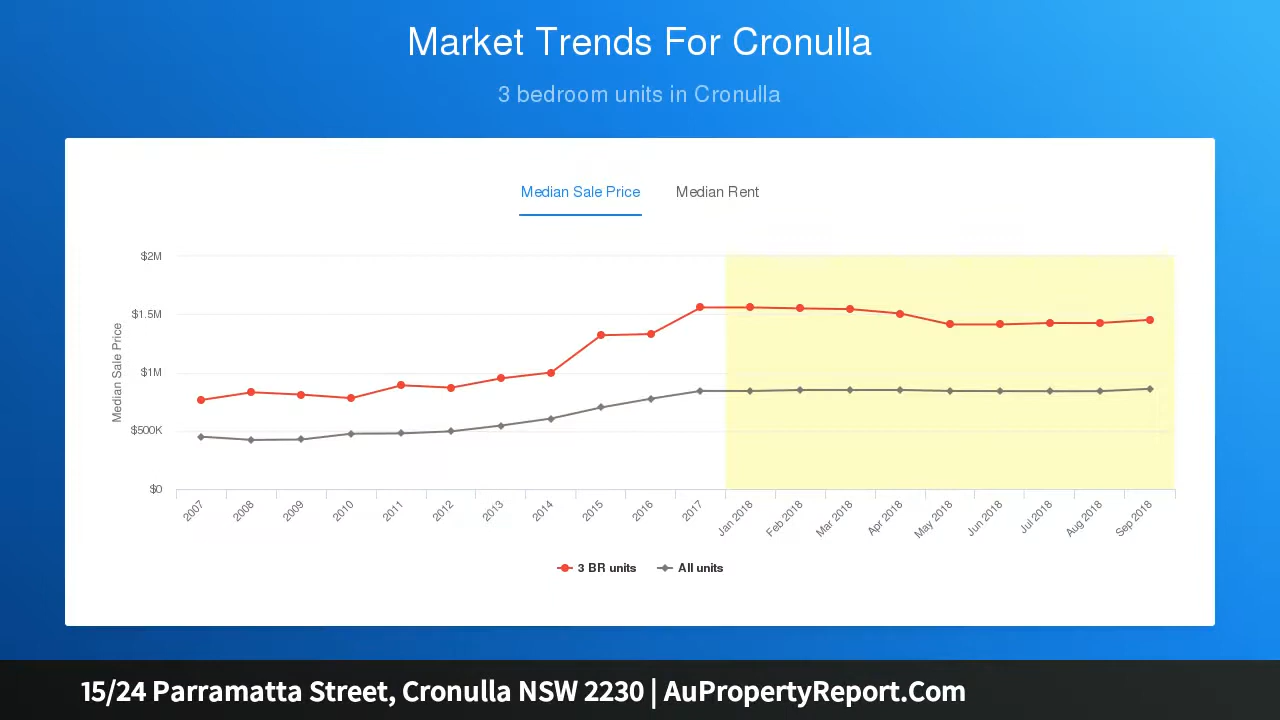 Market Trends For Cronulla
3 bedroom units in Cronulla
Median Sale Price Median Rent
Median Sale Price
$2M
$1.5M
$1M
$500K
$0
2007 2008 2009 2010 2011 2012 2013 2014 2015 2016 2017 Jan 2018 Feb 2018 Mar 2018 Apr 2018 May 2018 Jun 2018 Jul 2018 Aug 2018 Sep 2018
3 BR units All units
15/24 Parramatta Street, Cronulla NSW 2230 | AuPropertyReport.Com